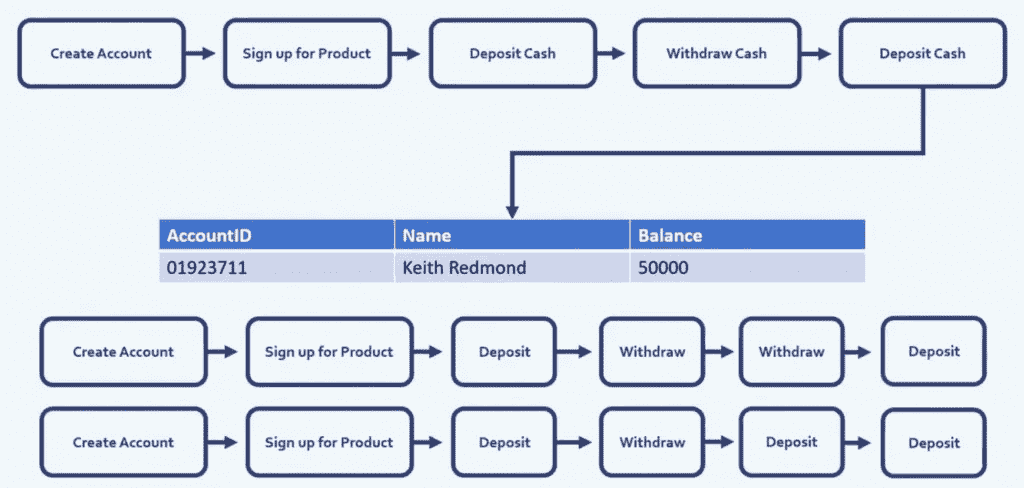 Create Account
Sign up for Product
Deposit Cash
Withdraw Cash
Deposit Cash
AccountID Name Balance
01923711 Keith Redmond 50000
Create Account
Sign up for Product
Deposit
Withdraw
Withdraw
Deposit
Create Account
Sign up for Product
Deposit
Withdraw
Deposit
Deposit